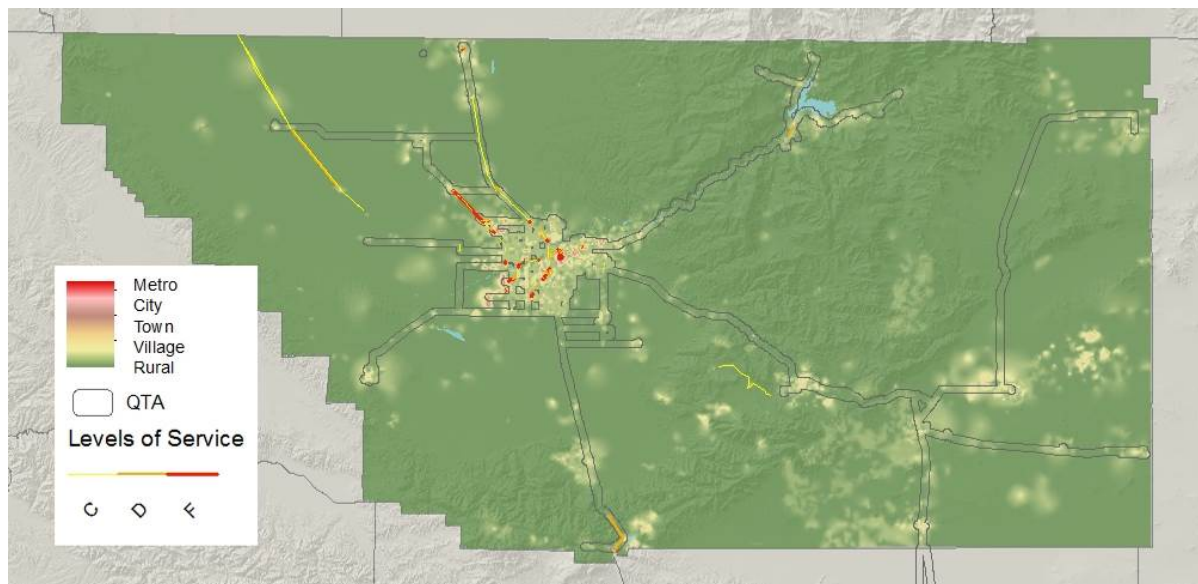 Metro
City
Town
Village
Rural
QTA
Levels of Service
C D F